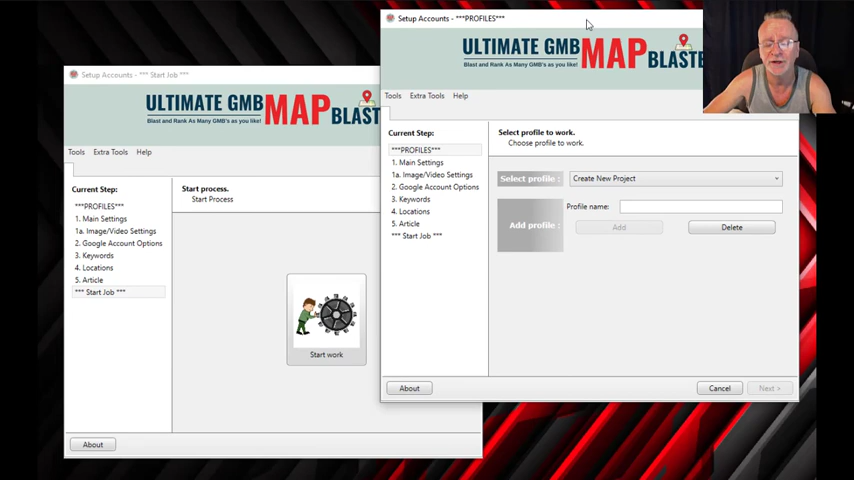 Setup Accounts - ***PROFILES***
ULTIMATE GMB MAP BLASTE
Blast and Rank As Many GMB's as you like!
Tools Extra Tools Help
Current Step:
***PROFILES***
1. Main Settings
1a. Image/Video Settings
2. Google Account Options
3. Keywords
4. Locations
5. Article
*** Start Job ***
Select profile to work.
Choose profile to work.
Select profile :
Create New Project
Add profile :
Profile name:
Add
Delete
About
Cancel
Next >
Setup Accounts - *** Start Job ***
ULTIMATE GMB MAP BLAST
Blast and Rank As Many GMB's as you like!
Tools Extra Tools Help
Current Step:
***PROFILES***
1. Main Settings
1a. Image/Video Settings
2. Google Account Options
3. Keywords
4. Locations
5. Article
*** Start Job ***
Start process.
Start Process
Start work
About